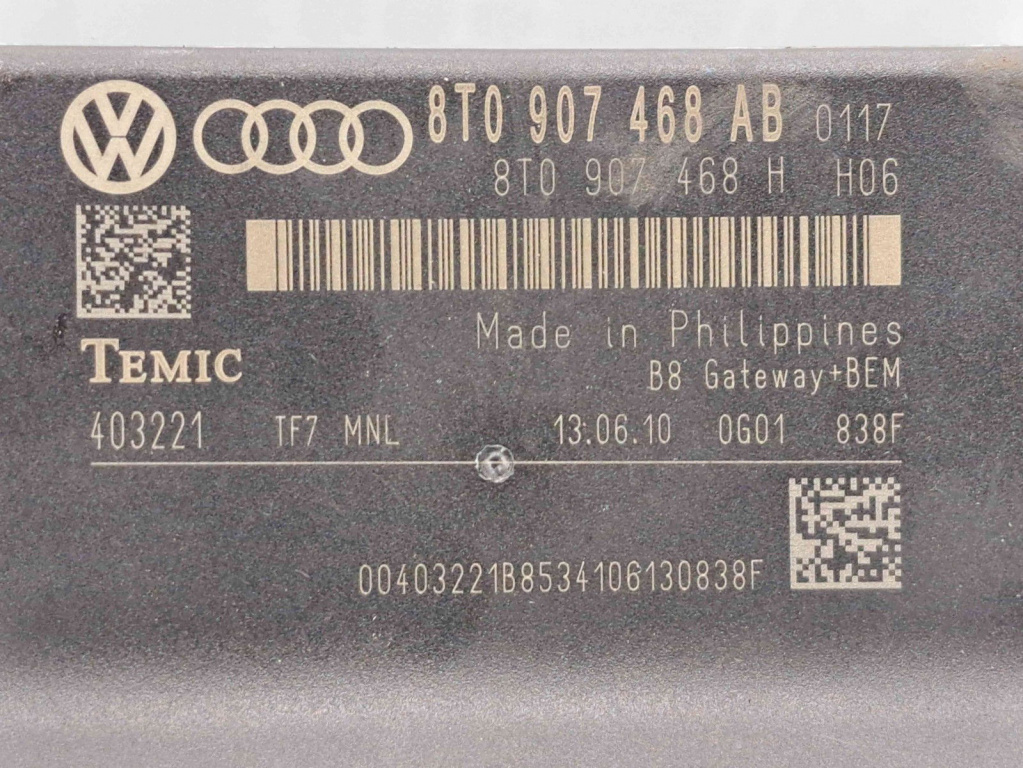 8T0 907 468 AB 0117
8T0 907 468 H H06
Made in Philippines
TEMIC
B8 Gateway+BEM
403221 TF7 MNL 13.06.10 0G01 838F
00403221B8534106130838F